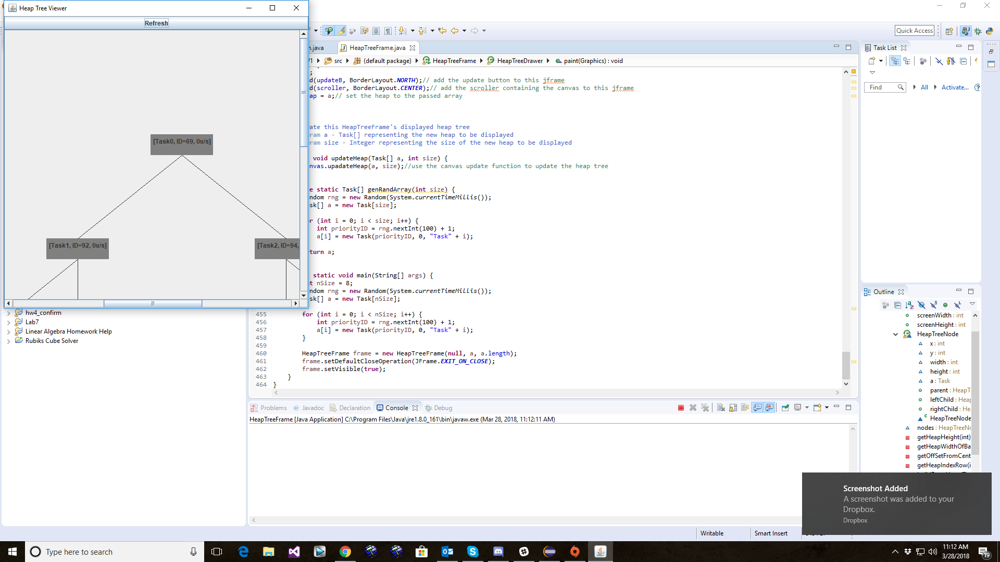 Heap Tree Viewer
Refresh
[Task0, ID=69, 0u/s]
[Task1, ID=92, 0u/s]
[Task2, ID=94,
hw4_confirm
Lab7
Linear Algebra Homework Help
Rubiks Cube Solver
Quick Access
n.java
HeapTreeFrame.java
/1
src
(default package)
HeapTreeFrame
HeapTreeDrawer
paint(Graphics) : void
;
d(updateB, BorderLayout.NORTH);// add the update button to this jframe
d(scroller, BorderLayout.CENTER);// add the scroller containing the canvas to this jframe
ap = a;// set the heap to the passed array
ate this HeapTreeFrame's displayed heap tree
ram a - Task[] representing the new heap to be displayed
ram size - Integer representing the size of the new heap to be displayed
void updateHeap(Task[] a, int size) {
nvas.upadateHeap(a, size);//use the canvas update function to update the heap tree
e static Task[] genRandArray(int size) {
ndom rng = new Random(System.currentTimeMillis());
sk[] a = new Task[size];
r (int i = 0; i < size; i++) {
int priorityID = rng.nextInt(100) + 1;
a[i] = new Task(priorityID, 0, "Task" + i);
turn a;
static void main(String[] args) {
t nSize = 8;
ndom rng = new Random(System.currentTimeMillis());
sk[] a = new Task[nSize];
455 for (int i = 0; i < nSize; i++) {
456 int priorityID = rng.nextInt(100) + 1;
457 a[i] = new Task(priorityID, 0, "Task" + i);
458 }
459
460 HeapTreeFrame frame = new HeapTreeFrame(null, a, a.length);
461 frame.setDefaultCloseOperation(JFrame.EXIT_ON_CLOSE);
462 frame.setVisible(true);
463 }
464 }
Problems
Javadoc
Declaration
Console
Debug
HeapTreeFrame [Java Application] C:\Program Files\Java\jre1.8.0_161\bin\javaw.exe (Mar 28, 2018, 11:12:11 AM)
Task List
Find
All
Activate...
Outline
screenWidth : int
screenHeight : int
HeapTreeNode
x : int
y : int
width : int
height : int
a : Task
parent : HeapT
leftChild : Heap
rightChild : He
HeapTreeNode
nodes : HeapTreeNo
getHeapHeight(int)
getHeapWidthOfBa
getOffSetFromCent
getHeapIndexRow(i
Screenshot Added
A screenshot was added to your
Dropbox.
Dropbox
Writable
Smart Insert
Type here to search
11:12 AM
3/28/2018
19